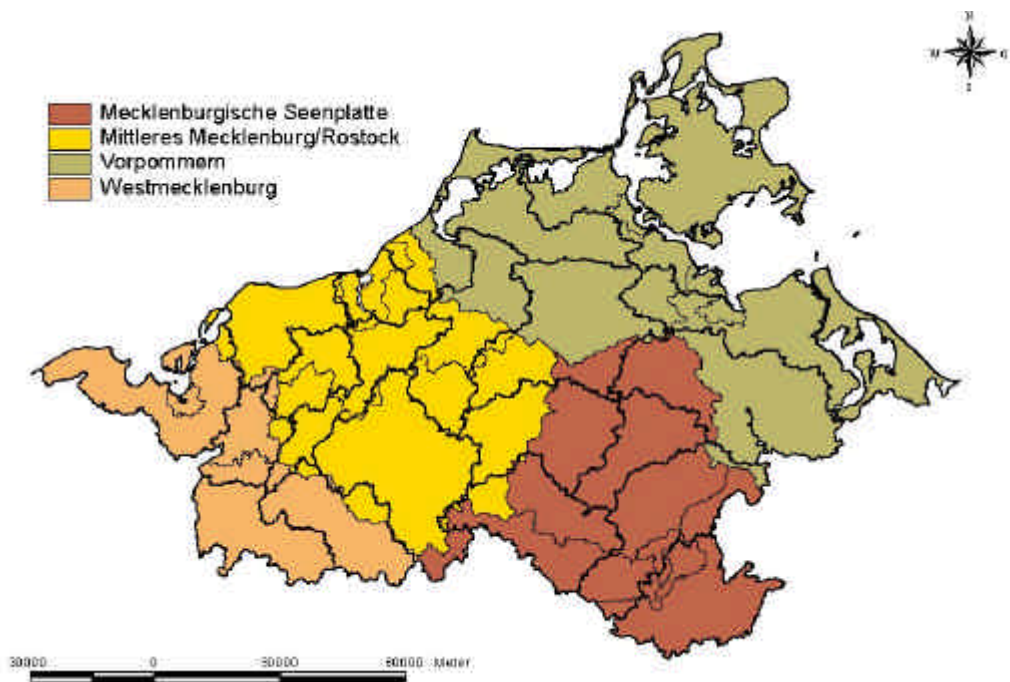 N
W O
S
Mecklenburgische Seenplatte
Mittleres Mecklenburg/Rostock
Vorpommern
Westmecklenburg
30000 0 30000 60000 Meter